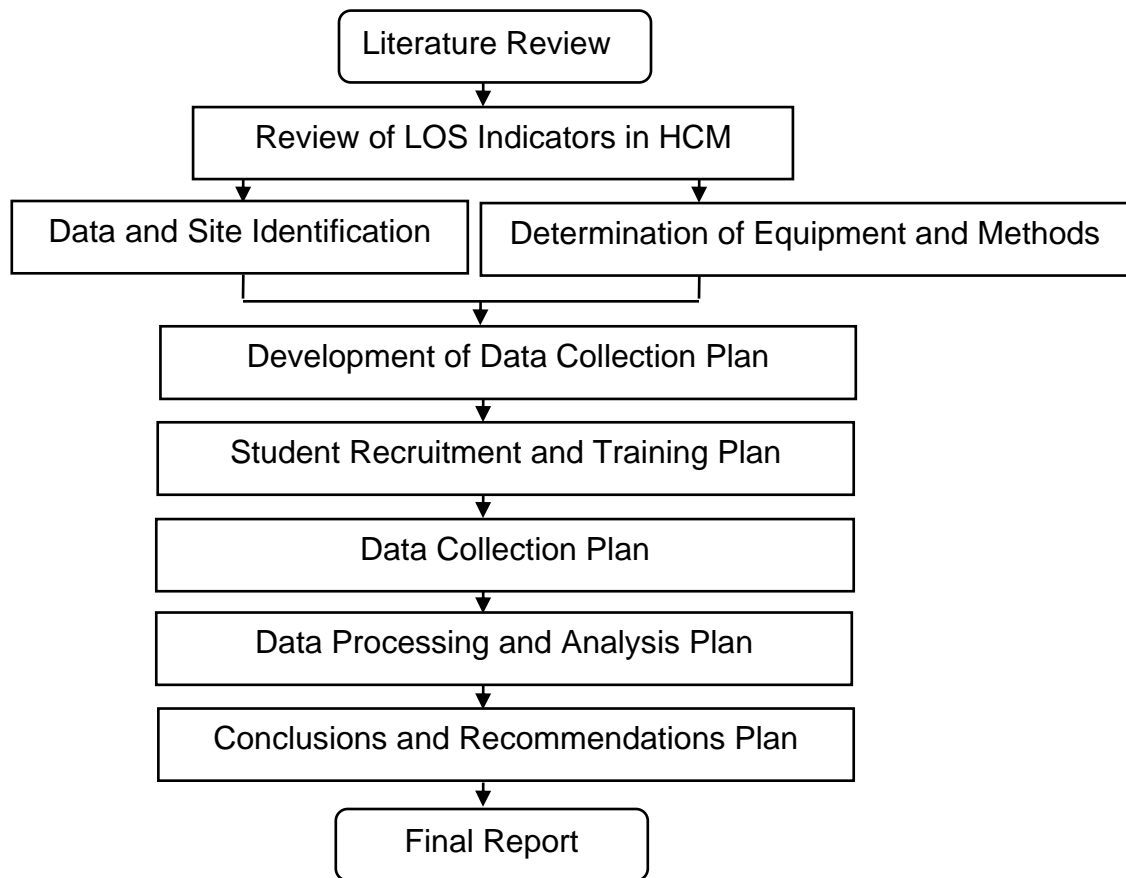 Literature Review
Review of LOS Indicators in HCM
Data and Site Identification
Determination of Equipment and Methods
Development of Data Collection Plan
Student Recruitment and Training Plan
Data Collection Plan
Data Processing and Analysis Plan
Conclusions and Recommendations Plan
Final Report